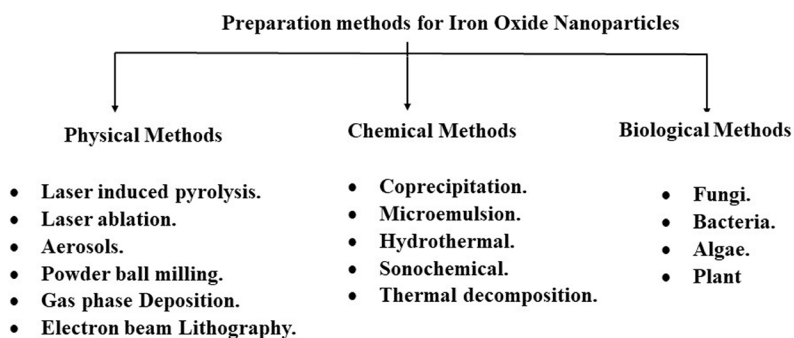 Preparation methods for Iron Oxide Nanoparticles
Physical Methods
• Laser induced pyrolysis.
• Laser ablation.
• Aerosols.
• Powder ball milling.
• Gas phase Deposition.
• Electron beam Lithography.
Chemical Methods
• Coprecipitation.
• Microemulsion.
• Hydrothermal.
• Sonochemical.
• Thermal decomposition.
Biological Methods
• Fungi.
• Bacteria.
• Algae.
• Plant